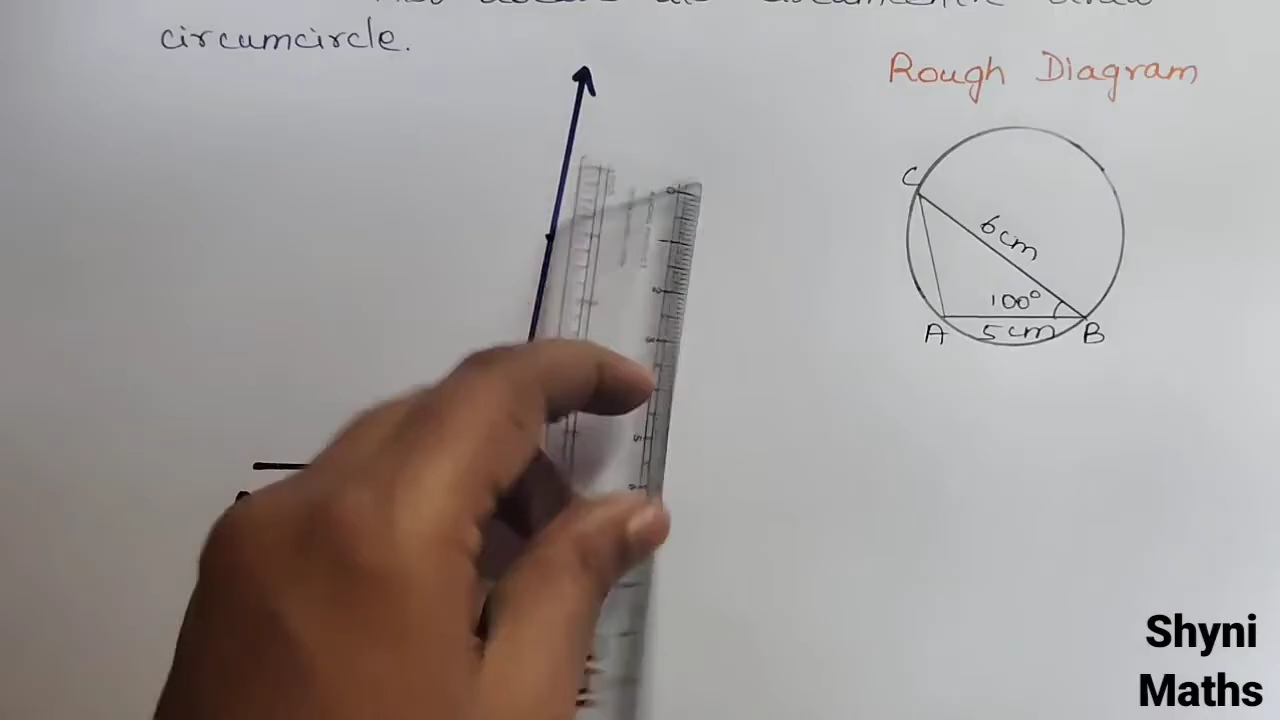 circumcircle.
Rough Diagram
C
6cm
100°
A 5cm B
Shyni
Maths